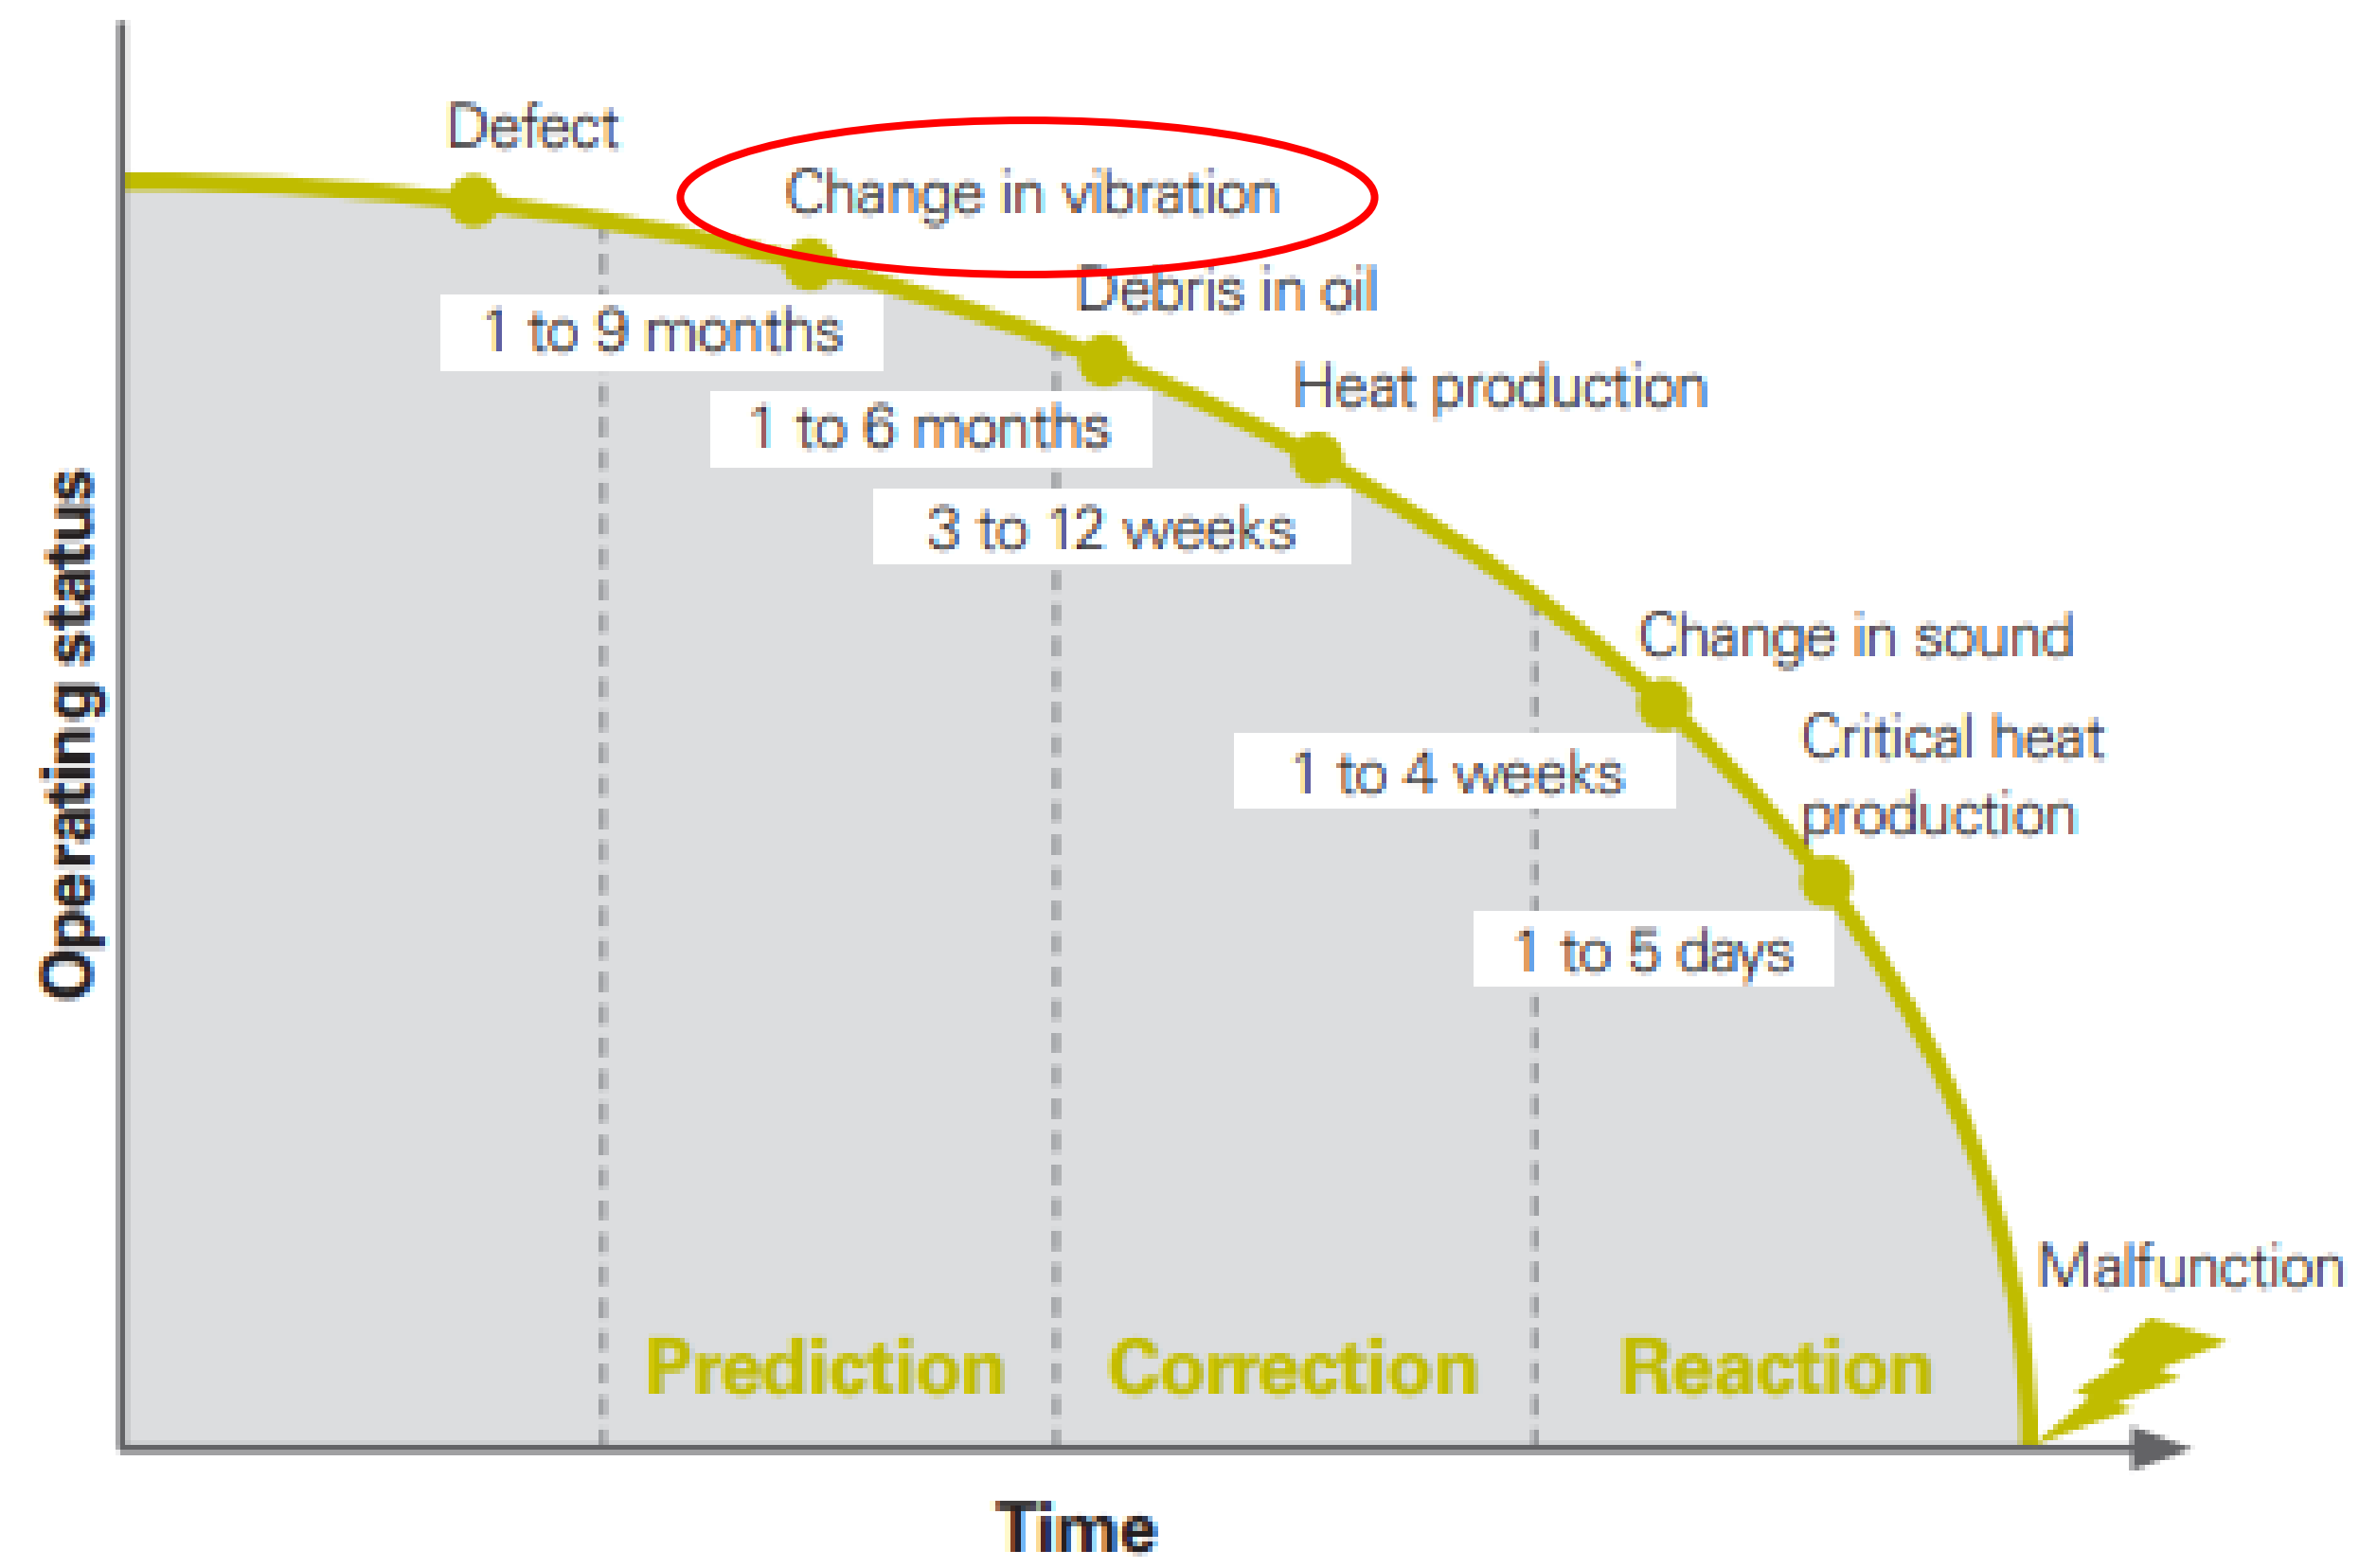 Defect
Change in vibration
Debris in oil
1 to 9 months
Heat production
1 to 6 months
3 to 12 weeks
Change in sound
Critical heat
production
1 to 4 weeks
1 to 5 days
Operating status
Malfunction
Prediction
Correction
Reaction
Time